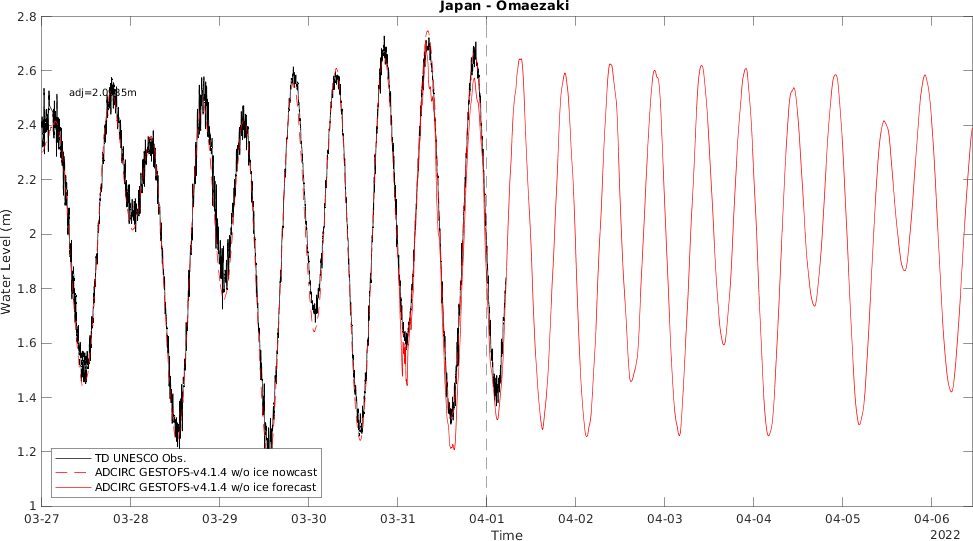 Japan - Omaezaki
2.8
2.6
2.4
2.2
2
1.8
1.6
1.4
1.2
1
Water Level (m)
TD UNESCO Obs.
ADCIRC GESTOFS-v4.1.4 w/o ice nowcast
ADCIRC GESTOFS-v4.1.4 w/o ice forecast
03-27 03-28 03-29 03-30 03-31 04-01 04-02 04-03 04-04 04-05 04-06
Time
2022